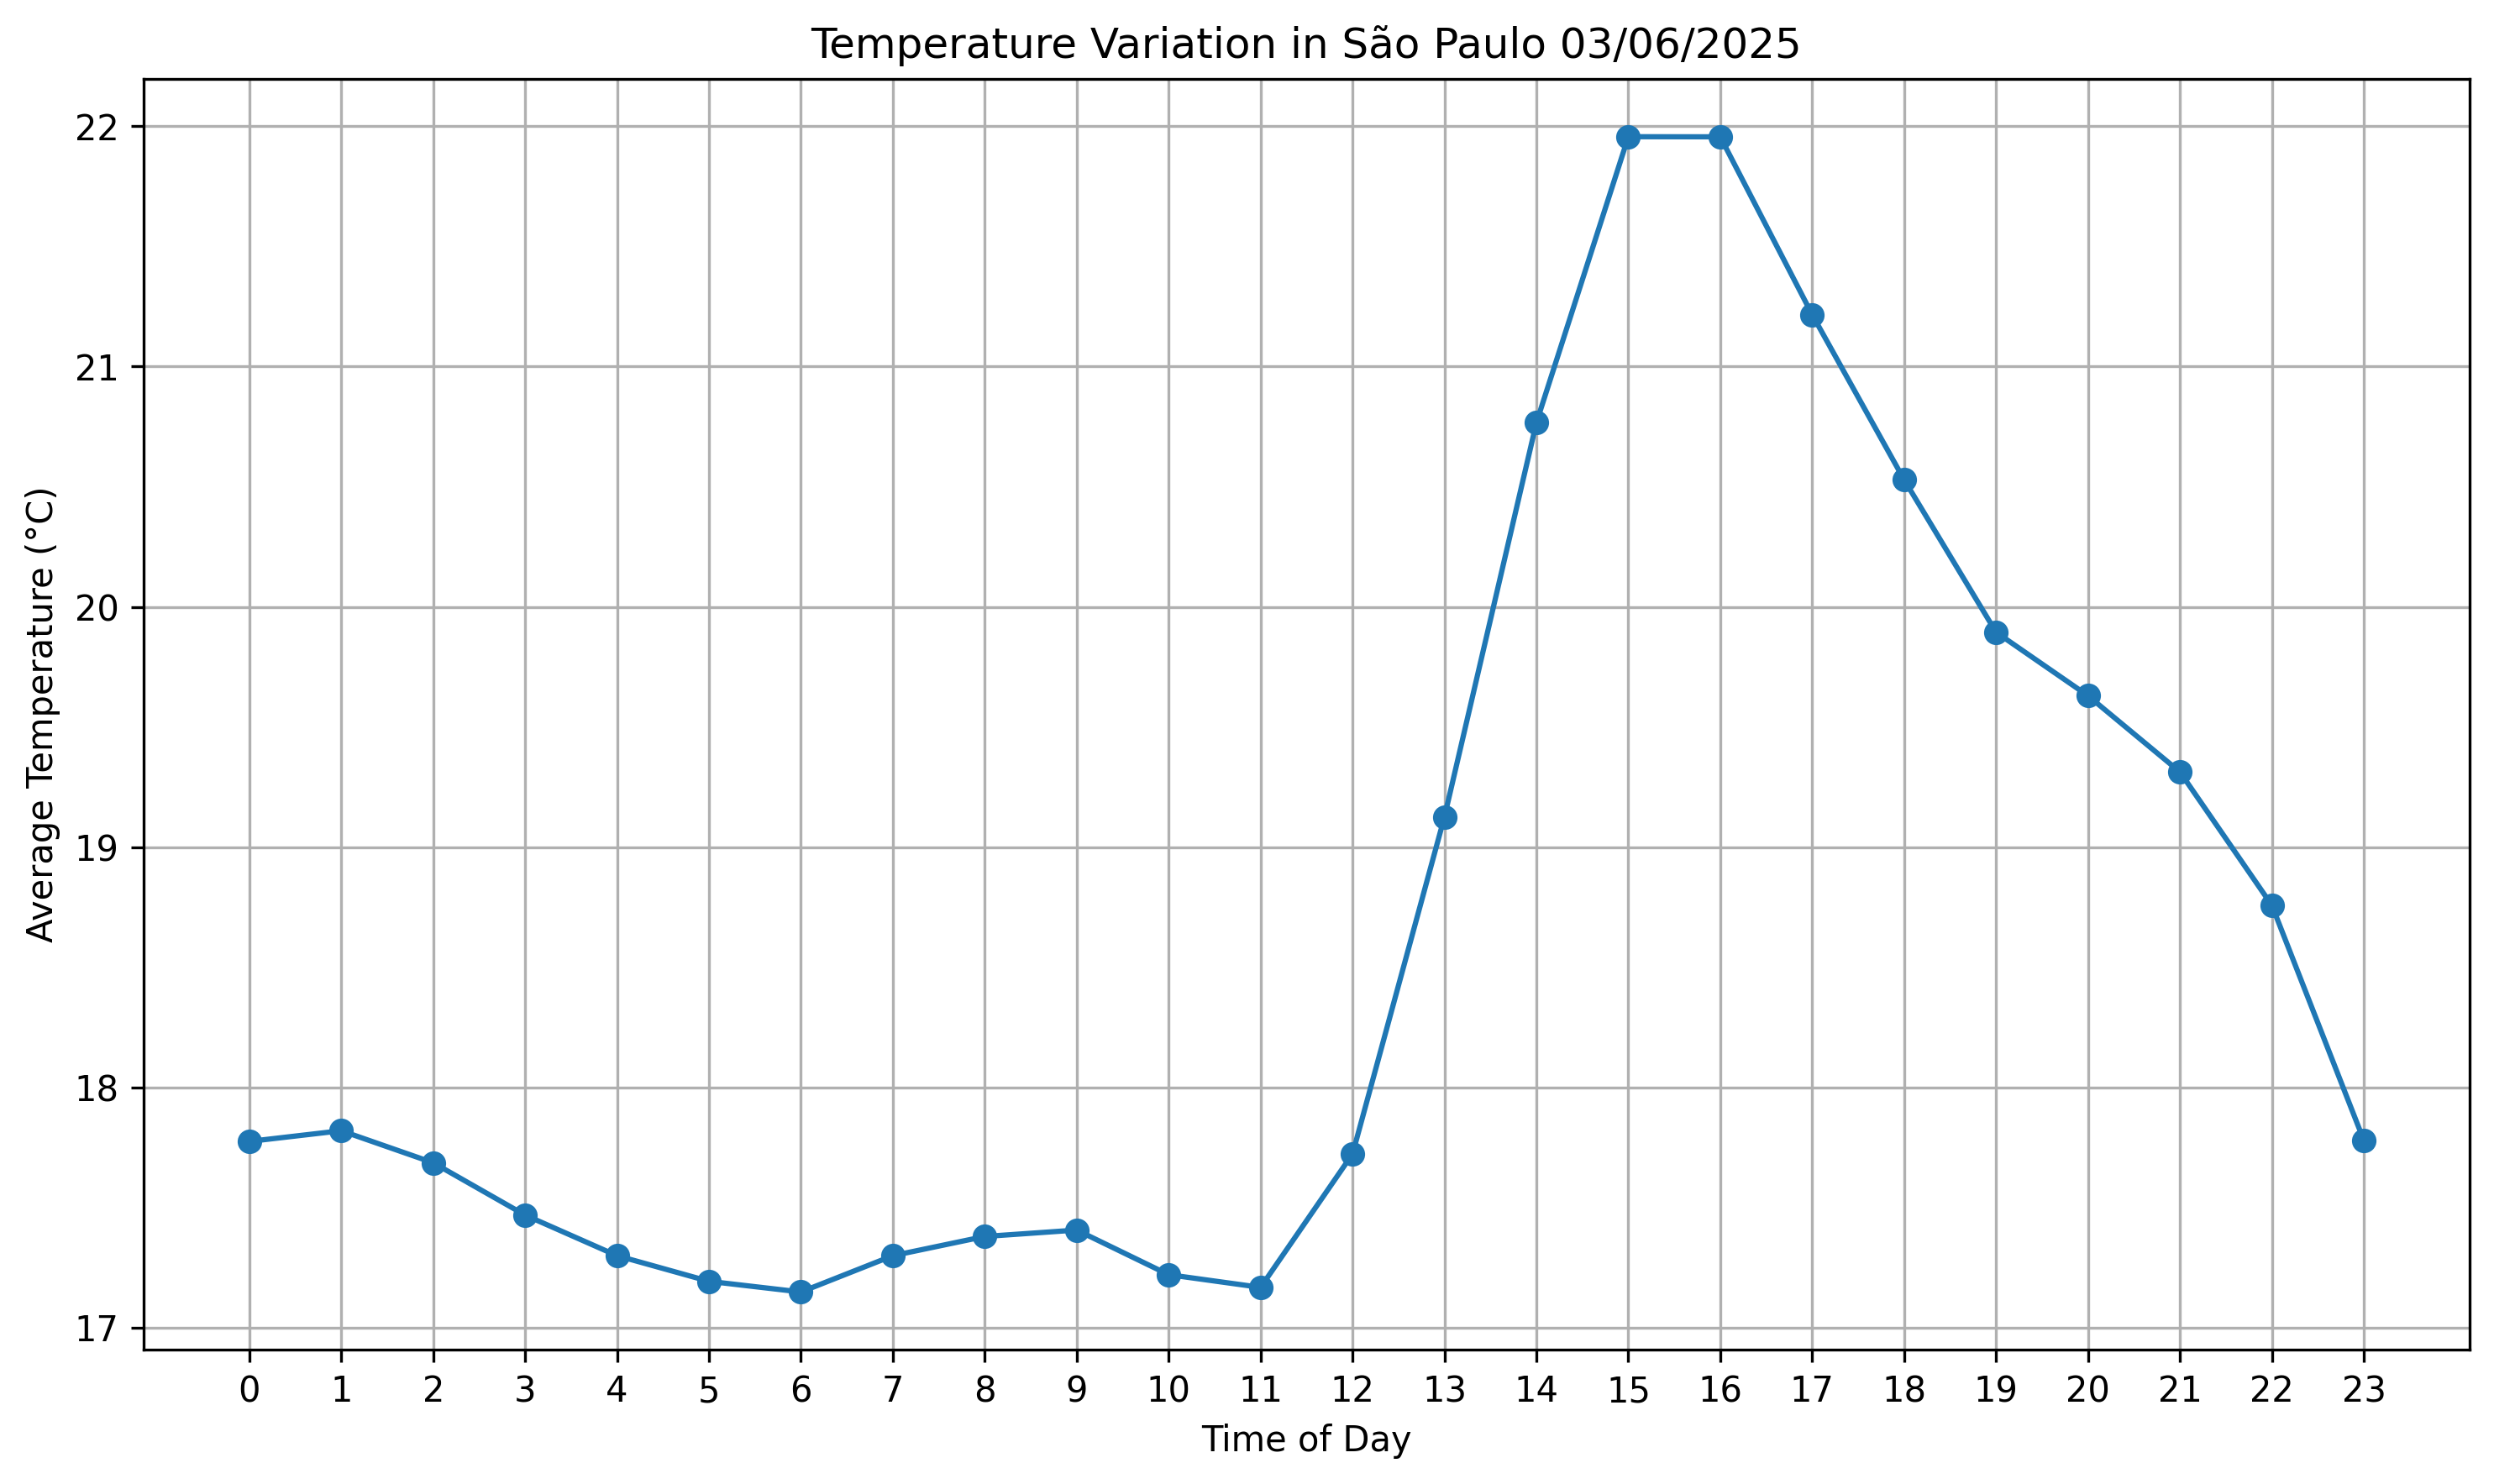 Temperature Variation in São Paulo 03/06/2025
22
21
20
19
18
17
Average Temperature (°C)
0 1 2 3 4 5 6 7 8 9 10 11 12 13 14 15 16 17 18 19 20 21 22 23
Time of Day